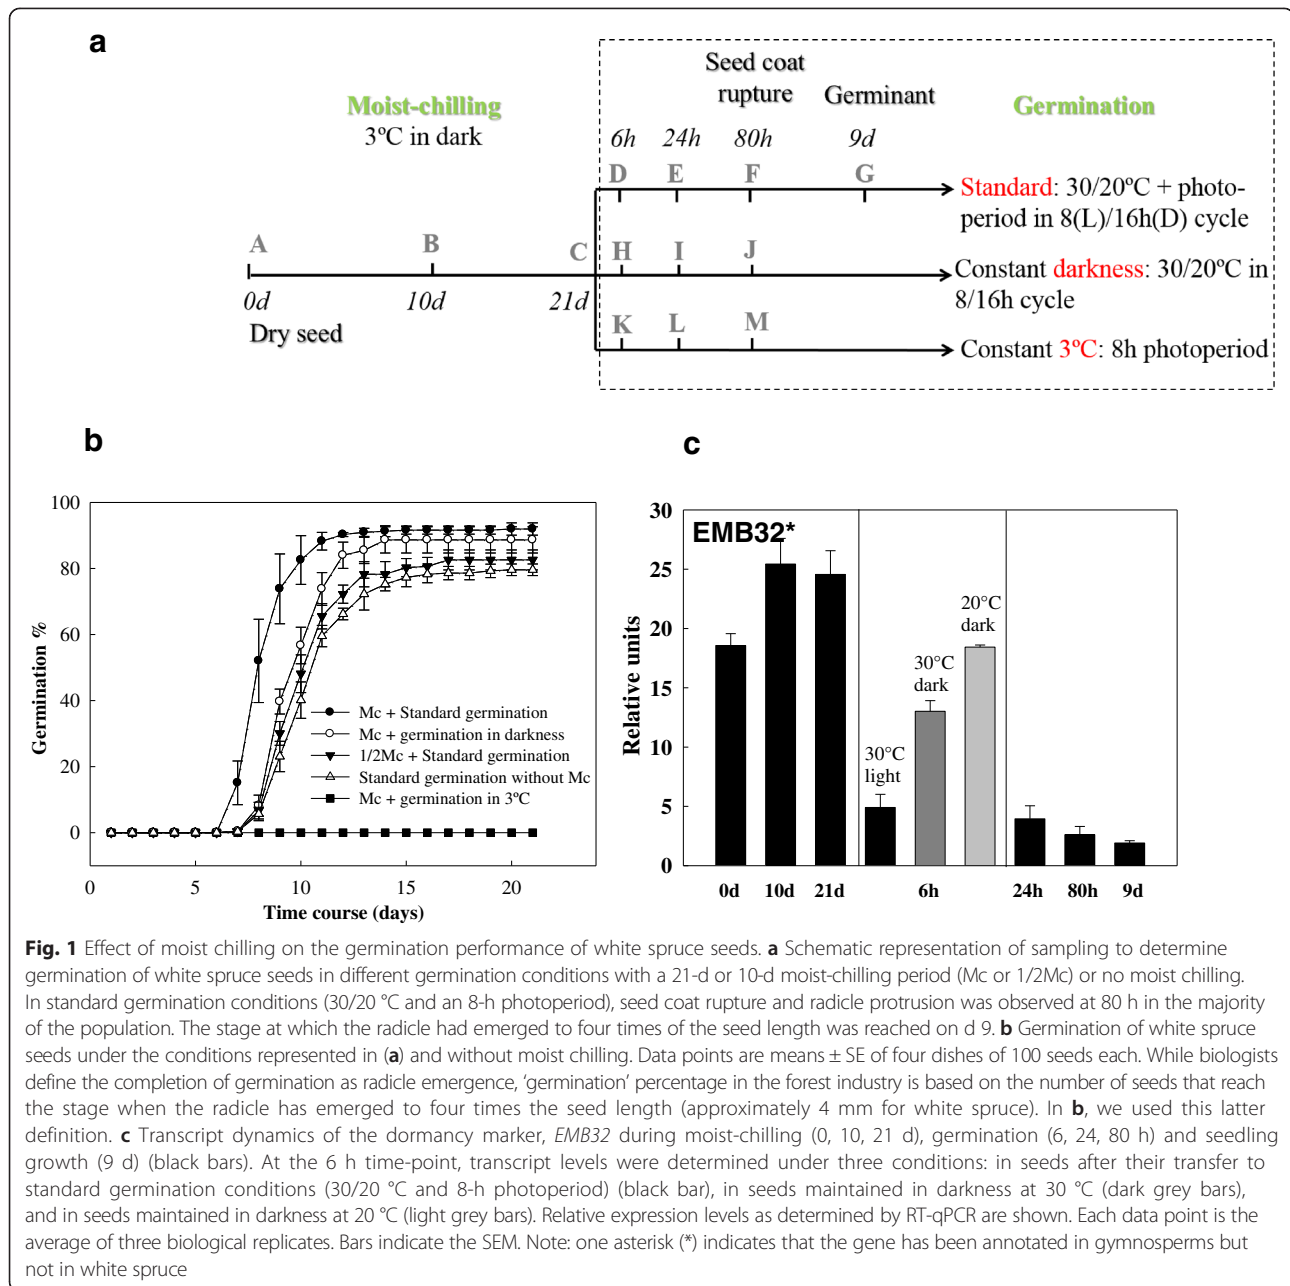 a
Seed coat
rupture
Germinant
Moist-chilling
3ºC in dark
Germination
6h 24h 80h 9d
D E F G
Standard: 30/20ºC + photo-
period in 8(L)/16h(D) cycle
A B C H I J
Constant darkness: 30/20ºC in
8/16h cycle
0d 10d 21d
Dry seed
K L M
Constant 3ºC: 8h photoperiod
b
100
80
60
40
20
0
Germination %
Mc + Standard germination
Mc + germination in darkness
1/2Mc + Standard germination
Standard germination without Mc
Mc + germination in 3ºC
0 5 10 15 20
Time course (days)
c
30
25
20
15
10
5
0
Relative units
EMB32*
30°C
light
30°C
dark
20°C
dark
0d 10d 21d 6h 24h 80h 9d
Fig. 1 Effect of moist chilling on the germination performance of white spruce seeds. a Schematic representation of sampling to determine
germination of white spruce seeds in different germination conditions with a 21-d or 10-d moist-chilling period (Mc or 1/2Mc) or no moist chilling.
In standard germination conditions (30/20 °C and an 8-h photoperiod), seed coat rupture and radicle protrusion was observed at 80 h in the majority
of the population. The stage at which the radicle had emerged to four times of the seed length was reached on d 9. b Germination of white spruce
seeds under the conditions represented in (a) and without moist chilling. Data points are means ± SE of four dishes of 100 seeds each. While biologists
define the completion of germination as radicle emergence, ‘germination’ percentage in the forest industry is based on the number of seeds that reach
the stage when the radicle has emerged to four times the seed length (approximately 4 mm for white spruce). In b, we used this latter
definition. c Transcript dynamics of the dormancy marker, EMB32 during moist-chilling (0, 10, 21 d), germination (6, 24, 80 h) and seedling
growth (9 d) (black bars). At the 6 h time-point, transcript levels were determined under three conditions: in seeds after their transfer to
standard germination conditions (30/20 °C and 8-h photoperiod) (black bar), in seeds maintained in darkness at 30 °C (dark grey bars),
and in seeds maintained in darkness at 20 °C (light grey bars). Relative expression levels as determined by RT-qPCR are shown. Each data point is the
average of three biological replicates. Bars indicate the SEM. Note: one asterisk (*) indicates that the gene has been annotated in gymnosperms but
not in white spruce